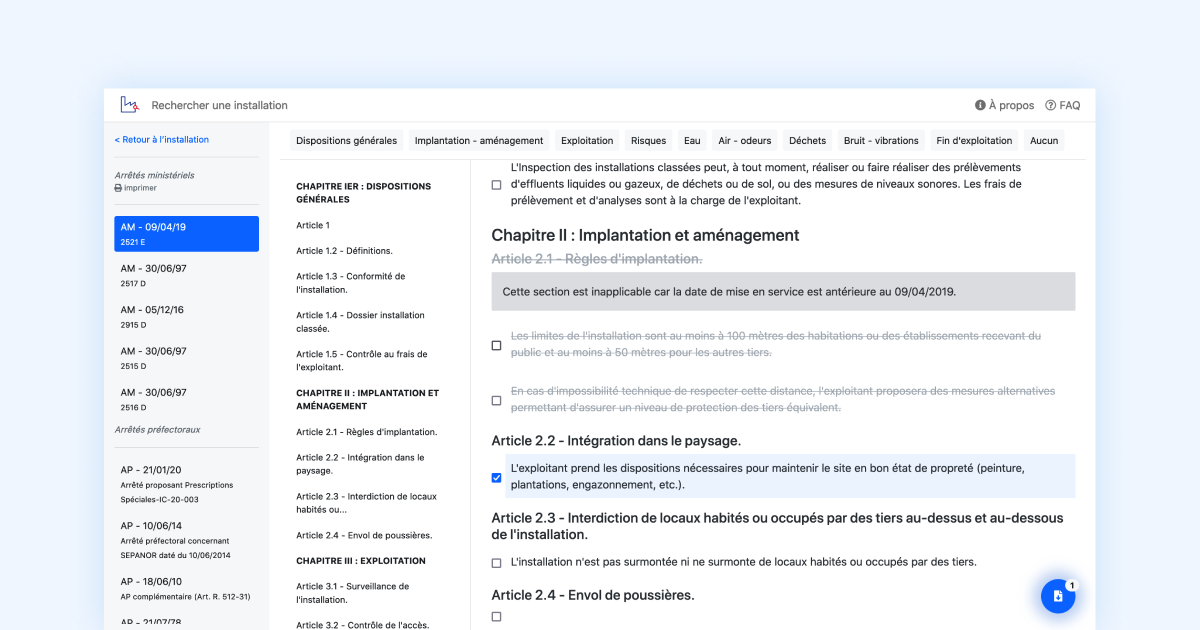 Rechercher une installation
À propos
FAQ
< Retour à l'installation
Arrêtés ministériels
imprimer
AM - 09/04/19
2521 E
AM - 30/06/97
2517 D
AM - 05/12/16
2915 D
AM - 30/06/97
2515 D
AM - 30/06/97
2516 D
Arrêtés préfectoraux
AP - 21/01/20
Arrêté proposant Prescriptions
Spéciales-IC-20-003
AP - 10/06/14
Arrêté préfectoral concernant
SEPANOR daté du 10/06/2014
AP - 18/06/10
AP complémentaire (Art. R. 512-31)
AP - 21/07/78
Dispositions générales
Implantation - aménagement
Exploitation
Risques
Eau
Air - odeurs
Déchets
Bruit - vibrations
Fin d'exploitation
Aucun
CHAPITRE IER : DISPOSITIONS
GÉNÉRALES
Article 1
Article 1.2 - Définitions.
Article 1.3 - Conformité de
l'installation.
Article 1.4 - Dossier installation
classée.
Article 1.5 - Contrôle au frais de
l'exploitant.
CHAPITRE II : IMPLANTATION ET
AMÉNAGEMENT
Article 2.1 - Règles d'implantation.
Article 2.2 - Intégration dans le
paysage.
Article 2.3 - Interdiction de locaux
habités ou...
Article 2.4 - Envol de poussières.
CHAPITRE III : EXPLOITATION
Article 3.1 - Surveillance de
l'installation.
Article 3.2 - Contrôle de l'accès.
L'Inspection des installations classées peut, à tout moment, réaliser ou faire réaliser des prélèvements
d'effluents liquides ou gazeux, de déchets ou de sol, ou des mesures de niveaux sonores. Les frais de
prélèvement et d'analyses sont à la charge de l'exploitant.
Chapitre II : Implantation et aménagement
Article 2.1 - Règles d'implantation.
Cette section est inapplicable car la date de mise en service est antérieure au 09/04/2019.
Les limites de l'installation sont au moins à 100 mètres des habitations ou des établissements recevant du
public et au moins à 50 mètres pour les autres tiers.
En cas d'impossibilité technique de respecter cette distance, l'exploitant proposera des mesures alternatives
permettant d'assurer un niveau de protection des tiers équivalent.
Article 2.2 - Intégration dans le paysage.
L'exploitant prend les dispositions nécessaires pour maintenir le site en bon état de propreté (peinture,
plantations, engazonnement, etc.).
Article 2.3 - Interdiction de locaux habités ou occupés par des tiers au-dessus et au-dessous
de l'installation.
L'installation n'est pas surmontée ni ne surmonte de locaux habités ou occupés par des tiers.
Article 2.4 - Envol de poussières.
1